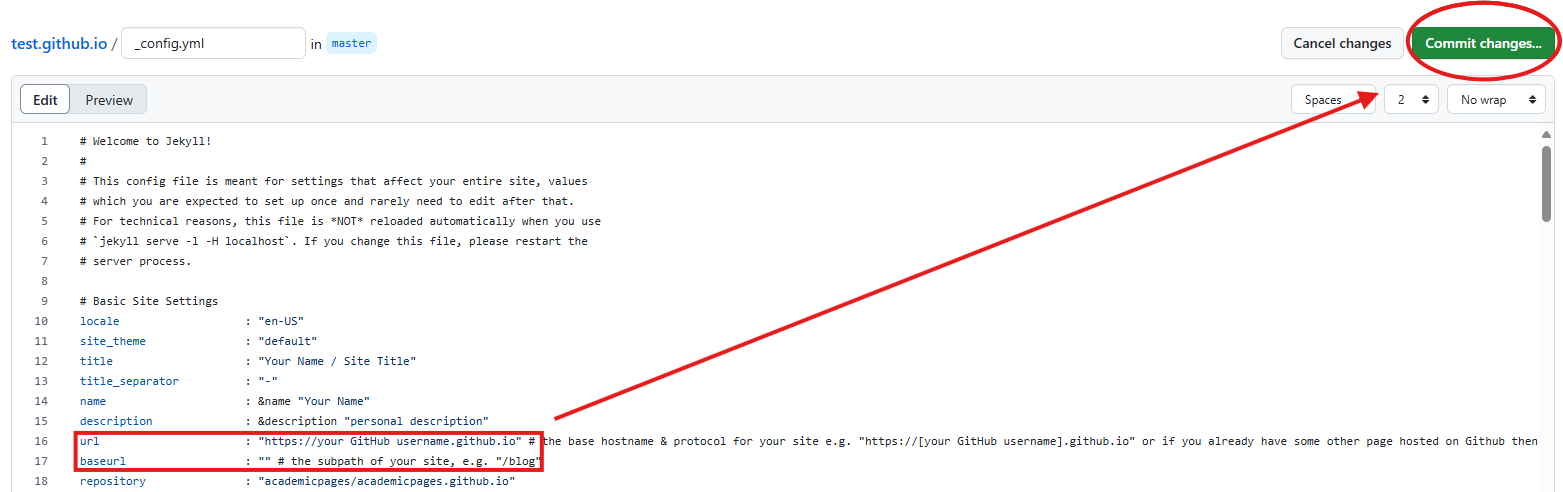 test.github.io / _config.yml in master Cancel changes Commit changes...
Edit Preview Spaces 2 No wrap
1 # Welcome to Jekyll!
2 #
3 # This config file is meant for settings that affect your entire site, values
4 # which you are expected to set up once and rarely need to edit after that.
5 # For technical reasons, this file is *NOT* reloaded automatically when you use
6 # `jekyll serve -l -H localhost`. If you change this file, please restart the
7 # server process.
8
9 # Basic Site Settings
10 locale : "en-US"
11 site_theme : "default"
12 title : "Your Name / Site Title"
13 title_separator : "-"
14 name : &name "Your Name"
15 description : &description "personal description"
16 url : "https://your GitHub username.github.io" # the base hostname & protocol for your site e.g. "https://[your GitHub username].github.io" or if you already have some other page hosted on Github then
17 baseurl : "" # the subpath of your site, e.g. "/blog"
18 repository : "academicpages/academicpages.github.io"